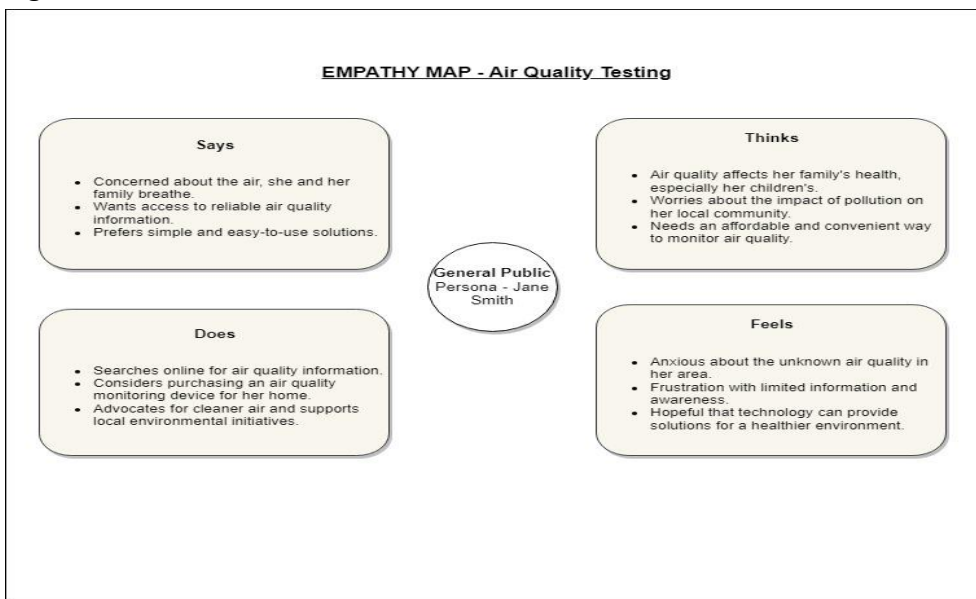 EMPATHY MAP - Air Quality Testing
Says
• Concerned about the air, she and her
family breathe.
• Wants access to reliable air quality
information.
• Prefers simple and easy-to-use solutions.
Thinks
• Air quality affects her family's health,
especially her children's.
• Worries about the impact of pollution on
her local community.
• Needs an affordable and convenient way
to monitor air quality.
General Public
Persona - Jane
Smith
Does
• Searches online for air quality information.
• Considers purchasing an air quality
monitoring device for her home.
• Advocates for cleaner air and supports
local environmental initiatives.
Feels
• Anxious about the unknown air quality in
her area.
• Frustration with limited information and
awareness.
• Hopeful that technology can provide
solutions for a healthier environment.